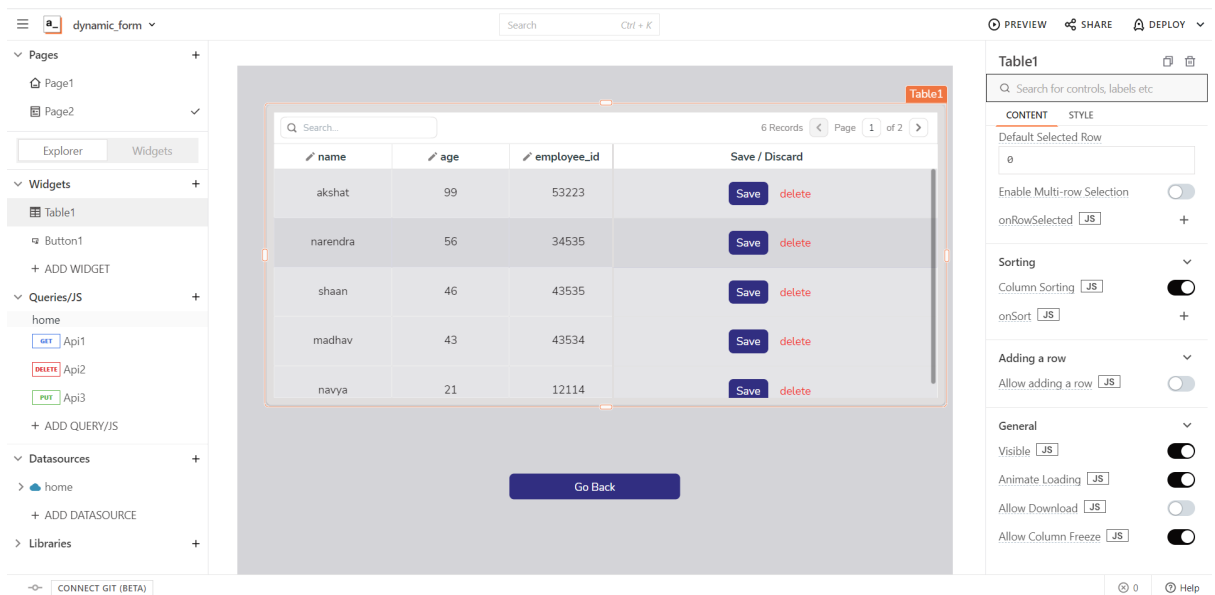 a_ dynamic_form
Search Ctrl + K
PREVIEW SHARE DEPLOY
Pages
Page1
Page2
Explorer Widgets
Widgets
Table1
Button1
+ ADD WIDGET
Queries/JS
home
GET Api1
DELETE Api2
PUT Api3
+ ADD QUERY/JS
Datasources
home
+ ADD DATASOURCE
Libraries
CONNECT GIT (BETA)
Table1
Search...
6 Records Page 1 of 2
name age employee_id Save / Discard
akshat 99 53223 Save delete
narendra 56 34535 Save delete
shaan 46 43535 Save delete
madhav 43 43534 Save delete
navya 21 12114 Save delete
Go Back
Table1
Search for controls, labels etc
CONTENT STYLE
Default Selected Row
0
Enable Multi-row Selection
onRowSelected JS
Sorting
Column Sorting JS
onSort JS
Adding a row
Allow adding a row JS
General
Visible JS
Animate Loading JS
Allow Download JS
Allow Column Freeze JS
0 Help